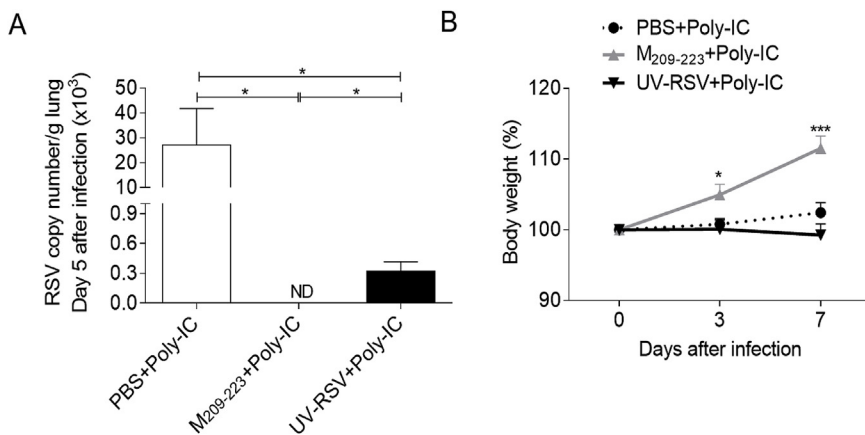 A
RSV copy number/g lung
Day 5 after infection (x10³)
50
40
30
20
10
0.9
0.6
0.3
0.0
*
*
*
ND
PBS+Poly-IC
M₂₀₉₋₂₂₃+Poly-IC
UV-RSV+Poly-IC
B
PBS+Poly-IC
M₂₀₉₋₂₂₃+Poly-IC
UV-RSV+Poly-IC
Body weight (%)
120
110
100
90
*
***
0 3 7
Days after infection